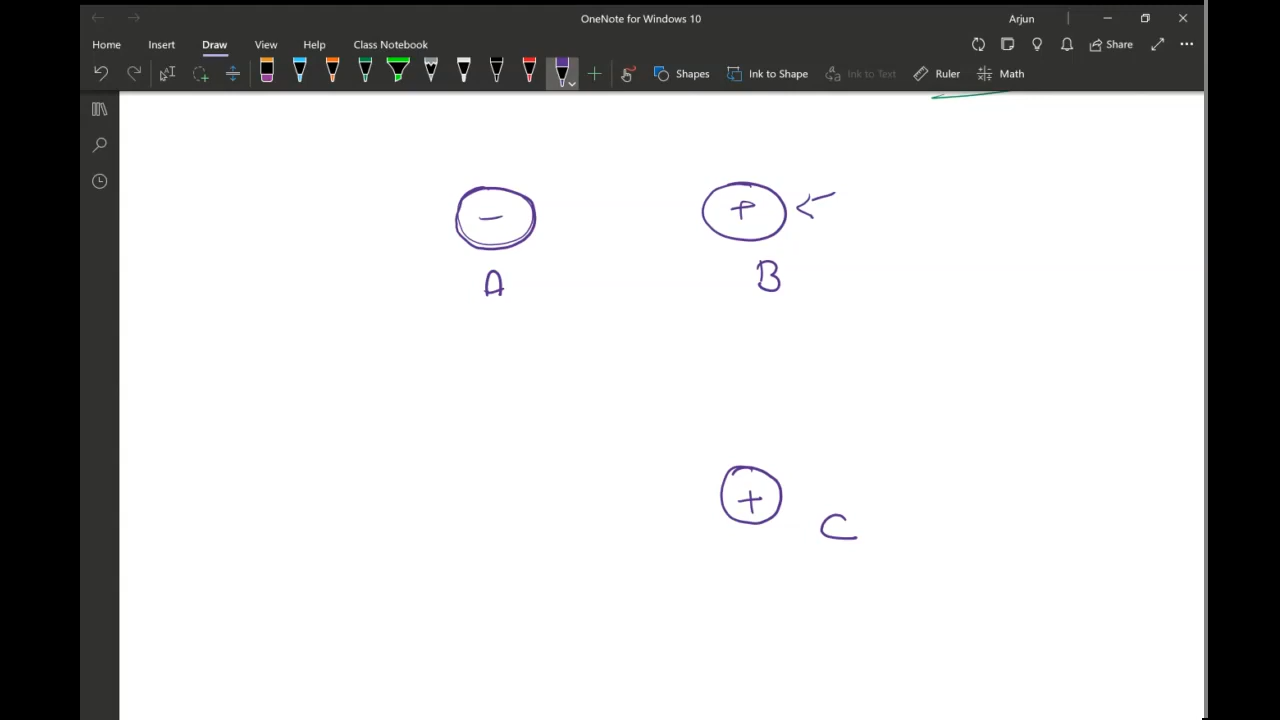 OneNote for Windows 10
Arjun
Home Insert Draw View Help Class Notebook
Share
Shapes Ink to Shape Ink to Text Ruler Math
− +
A B
+
C